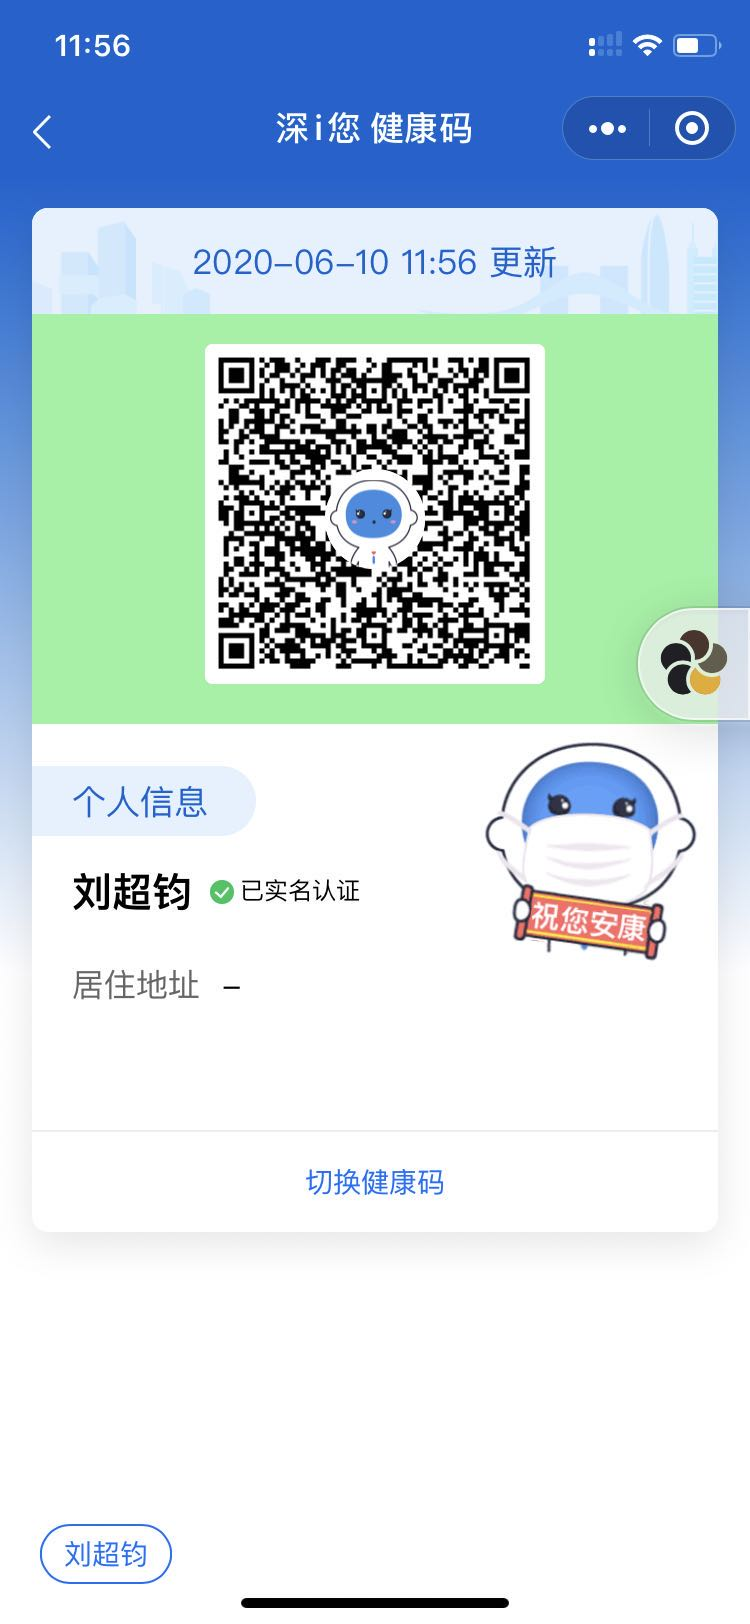 11:56
深i您 健康码
2020-06-10 11:56 更新
个人信息
刘超钧 已实名认证
祝您安康
居住地址 -
切换健康码
刘超钧